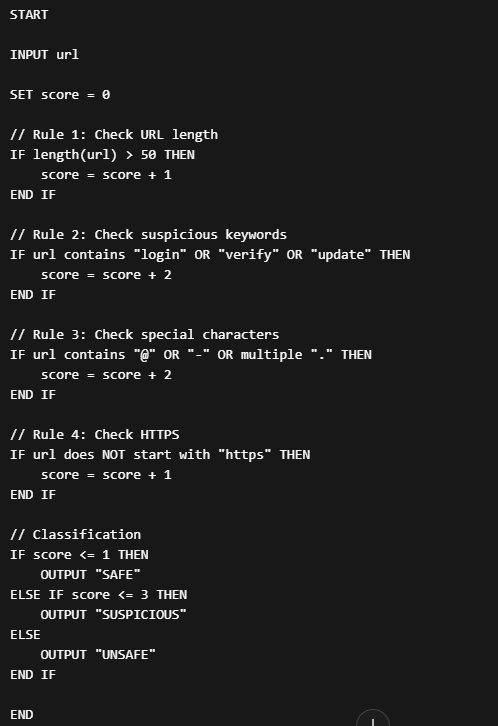 START
INPUT url
SET score = 0
// Rule 1: Check URL length
IF length(url) > 50 THEN
    score = score + 1
END IF
// Rule 2: Check suspicious keywords
IF url contains "login" OR "verify" OR "update" THEN
    score = score + 2
END IF
// Rule 3: Check special characters
IF url contains "@" OR "-" OR multiple "." THEN
    score = score + 2
END IF
// Rule 4: Check HTTPS
IF url does NOT start with "https" THEN
    score = score + 1
END IF
// Classification
IF score <= 1 THEN
    OUTPUT "SAFE"
ELSE IF score <= 3 THEN
    OUTPUT "SUSPICIOUS"
ELSE
    OUTPUT "UNSAFE"
END IF
END